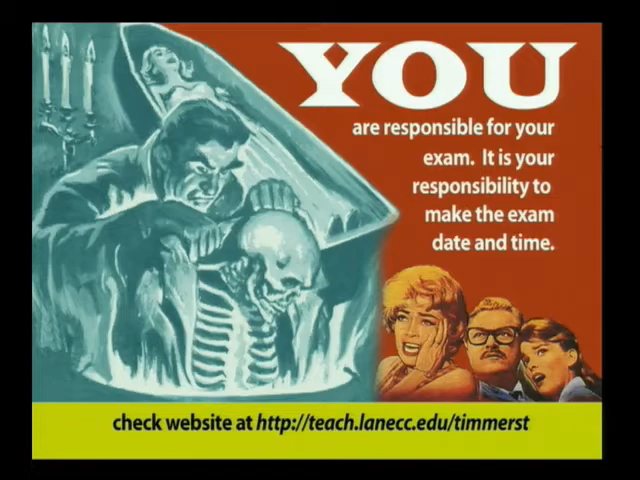 YOU
are responsible for your
exam. It is your
responsibility to
make the exam
date and time.
check website at http://teach.lanecc.edu/timmerst